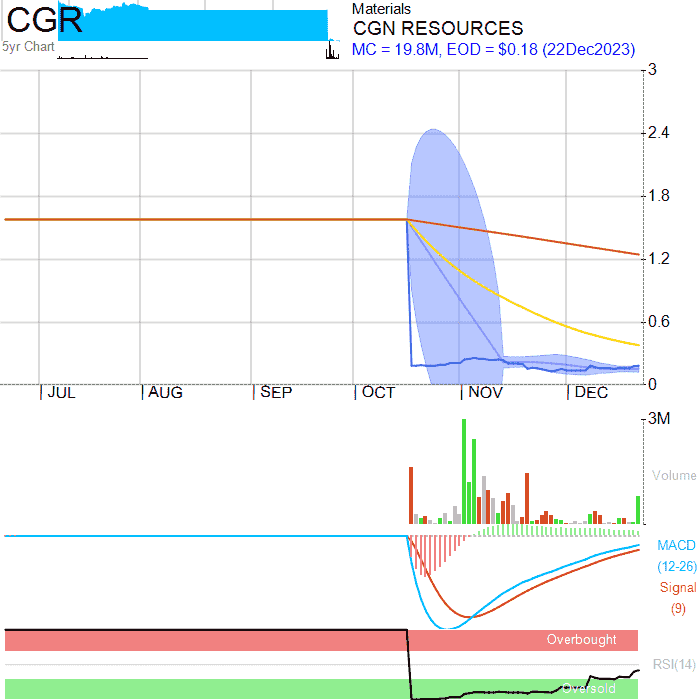 CGR
5yr Chart
Materials
CGN RESOURCES
MC = 19.8M, EOD = $0.18 (22Dec2023)
3
2.4
1.8
1.2
0.6
0
JUL AUG SEP OCT NOV DEC
3M
Volume
MACD
(12-26)
Signal
(9)
Overbought
RSI(14)
Oversold